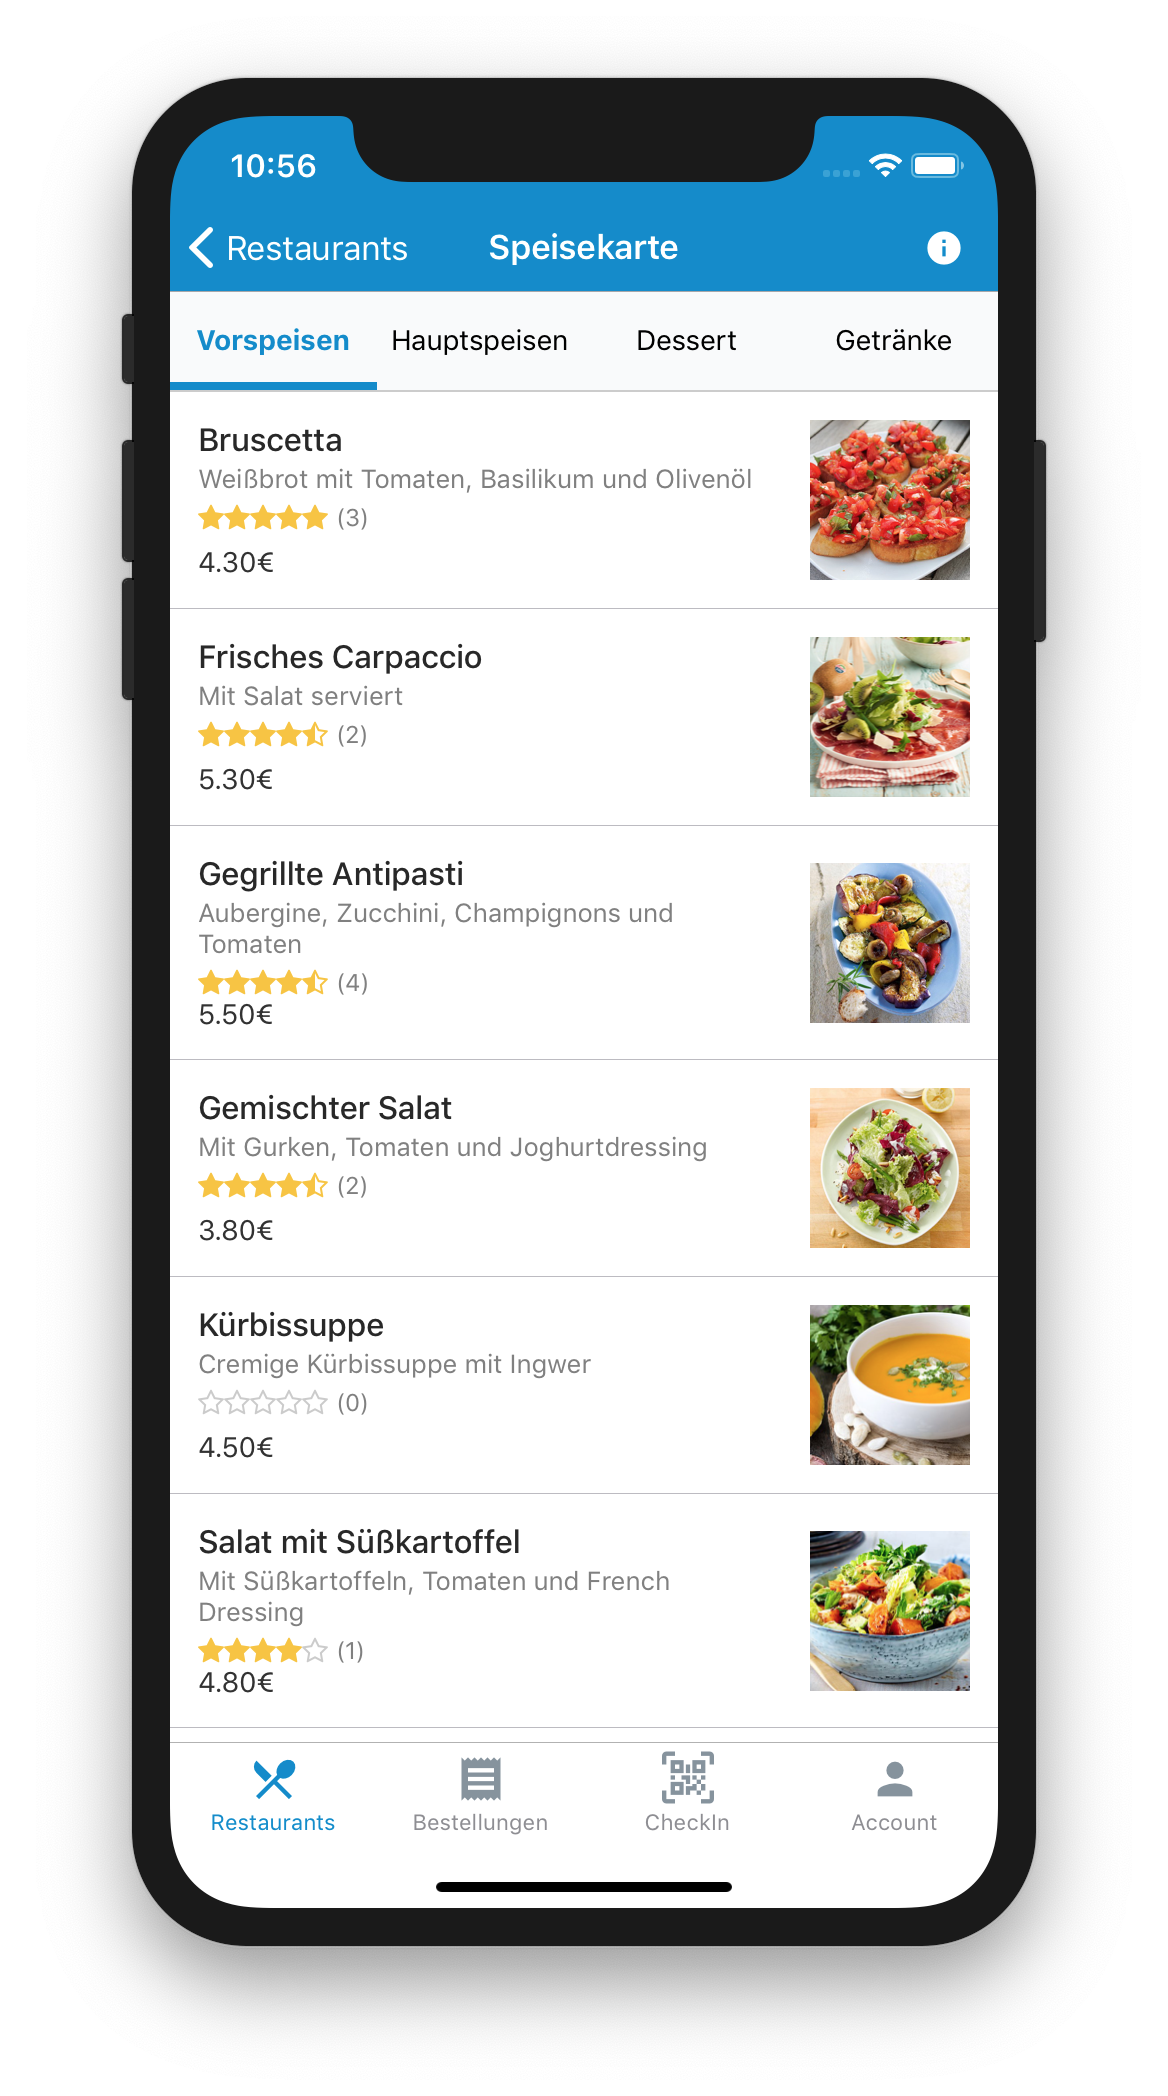 10:56
Restaurants Speisekarte
Vorspeisen Hauptspeisen Dessert Getränke
Bruscetta
Weißbrot mit Tomaten, Basilikum und Olivenöl
(3)
4.30€
Frisches Carpaccio
Mit Salat serviert
(2)
5.30€
Gegrillte Antipasti
Aubergine, Zucchini, Champignons und
Tomaten
(4)
5.50€
Gemischter Salat
Mit Gurken, Tomaten und Joghurtdressing
(2)
3.80€
Kürbissuppe
Cremige Kürbissuppe mit Ingwer
(0)
4.50€
Salat mit Süßkartoffel
Mit Süßkartoffeln, Tomaten und French
Dressing
(1)
4.80€
Restaurants Bestellungen CheckIn Account